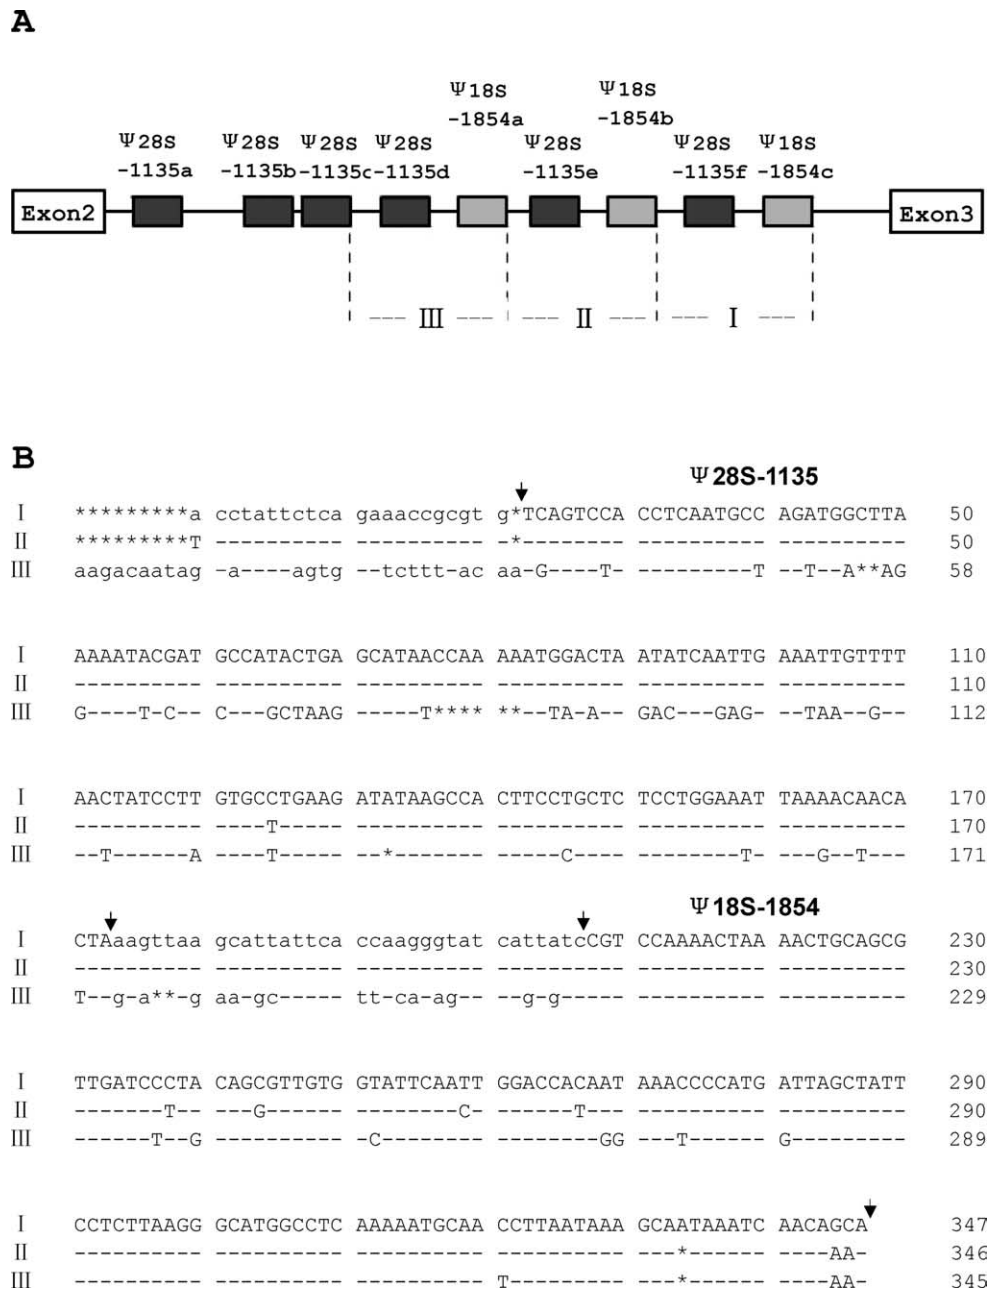 A
Ψ18S Ψ18S
-1854a -1854b
Ψ28S Ψ28S Ψ28S Ψ28S Ψ28S Ψ28S Ψ18S
-1135a -1135b -1135c -1135d -1135e -1135f -1854c
Exon2 Exon3
--- III --- --- II --- --- I ---
B
Ψ28S-1135
I *********a cctattctca gaaaccgcgt g*TCAGTCCA CCTCAATGCC AGATGGCTTA 50
II *********T ---------- ---------- -*-------- ---------- ---------- 50
III aagacaatag -a----agtg --tcttt-ac aa-G----T- --------T --T--A**AG 58
I AAAATACGAT GCCATACTGA GCATAACCAA AAATGGACTA ATATCAATTG AAATTGTTTT 110
II ---------- ---------- ---------- ---------- ---------- ---------- 110
III G----T-C-- C---GCTAAG -----T**** **--TA-A-- GAC---GAG- --TAA--G-- 112
I AACTATCCTT GTGCCTGAAG ATATAAGCCA CTTCCTGCTC TCCTGGAAAT TAAAACAACA 170
II ---------- ----T----- ---------- ---------- ---------- ---------- 170
III --T------A ----T----- ---*------ ------C--- --------T- ---G--T--- 171
Ψ18S-1854
I CTAaagttaa gcattattca ccaagggtat cattatcCGT CCAAAACTAA AACTGCAGCG 230
II ---------- ---------- ---------- ---------- ---------- ---------- 230
III T--g-a**-g aa-gc----- tt-ca-ag-- --g-g----- ---------- ---------- 229
I TTGATCCCTA CAGCGTTGTG GTATTCAATT GGACCACAAT AAACCCCATG ATTAGCTATT 290
II -------T-- ---G------ --------C- ------T--- ---------- ---------- 290
III ------T--G ---------- -C-------- --------GG ---T------ G--------- 289
I CCTCTTAAGG GCATGGCCTC AAAAATGCAA CCTTAATAAA GCAATAAATC AACAGCA 347
II ---------- ---------- ---------- ---------- ---*------ ----AA- 346
III ---------- ---------- ---------- T--------- ---*------ ----AA- 345